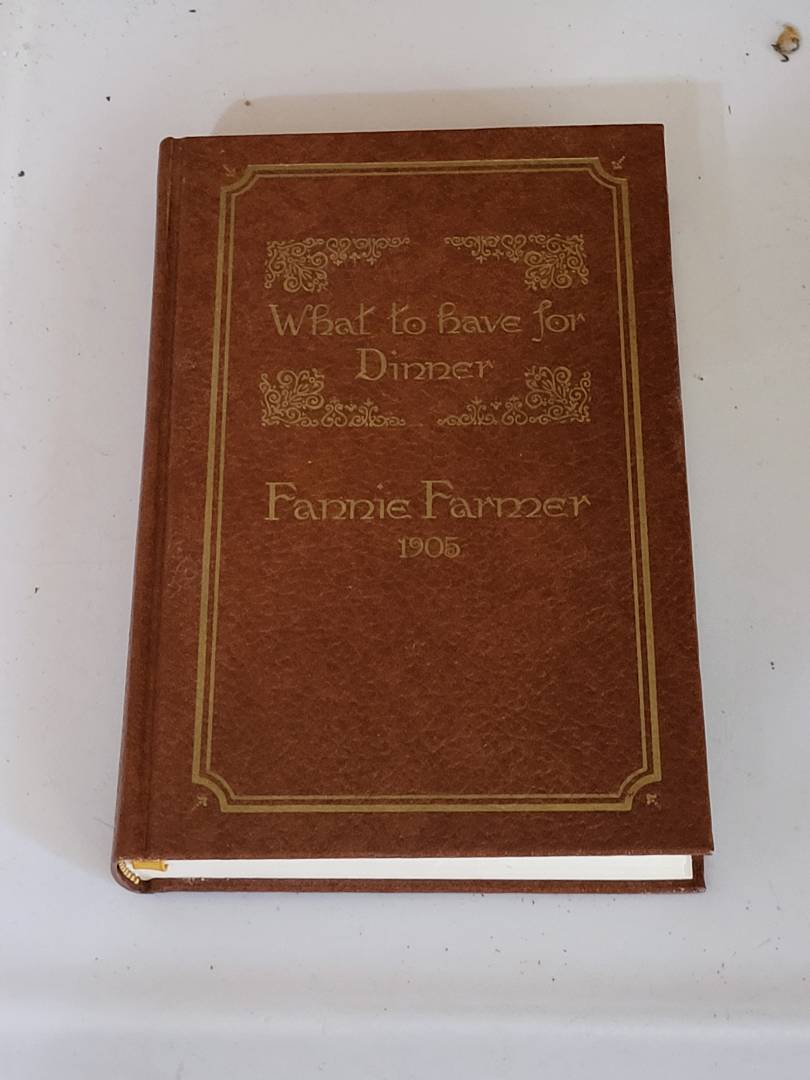 What to have for
Dinner
Fannie Farmer
1905